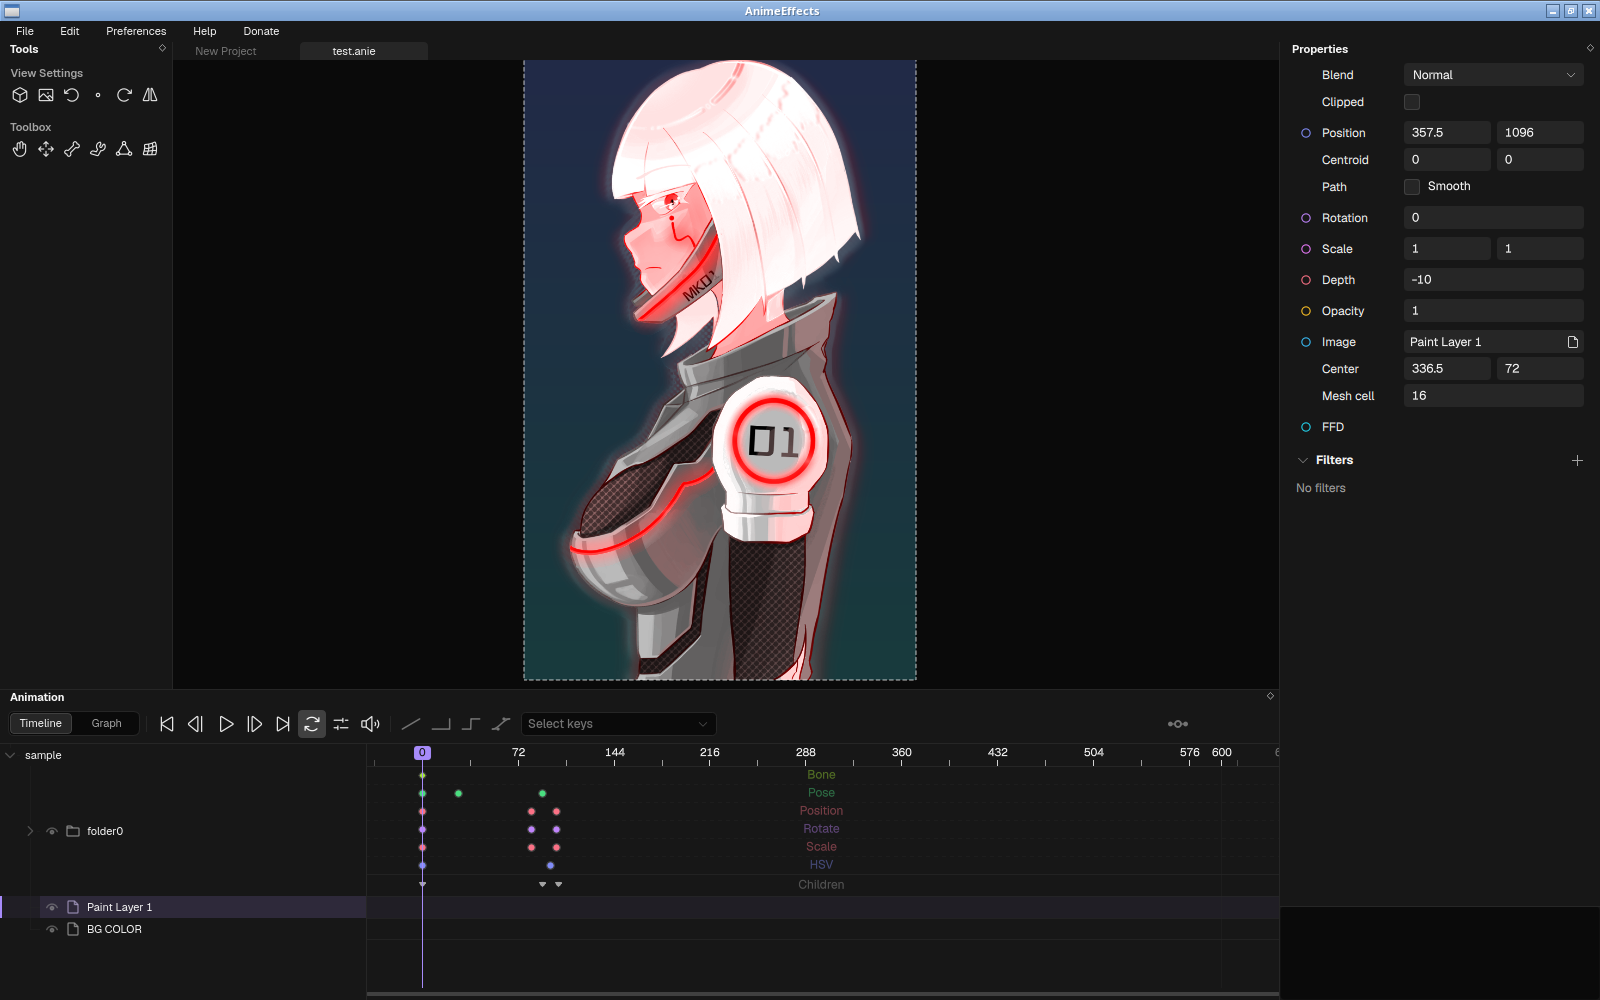 AnimeEffects
File Edit Preferences Help Donate
Tools
New Project test.anie
Properties
View Settings
Toolbox
Blend Normal
Clipped
Position 357.5 1096
Centroid 0 0
Path Smooth
Rotation 0
Scale 1 1
Depth -10
Opacity 1
Image Paint Layer 1
Center 336.5 72
Mesh cell 16
FFD
Filters
No filters
MK01
01
Animation
Timeline Graph Select keys
sample
0 72 144 216 288 360 432 504 576 600
Bone
Pose
Position
folder0 Rotate
Scale
HSV
Children
Paint Layer 1
BG COLOR